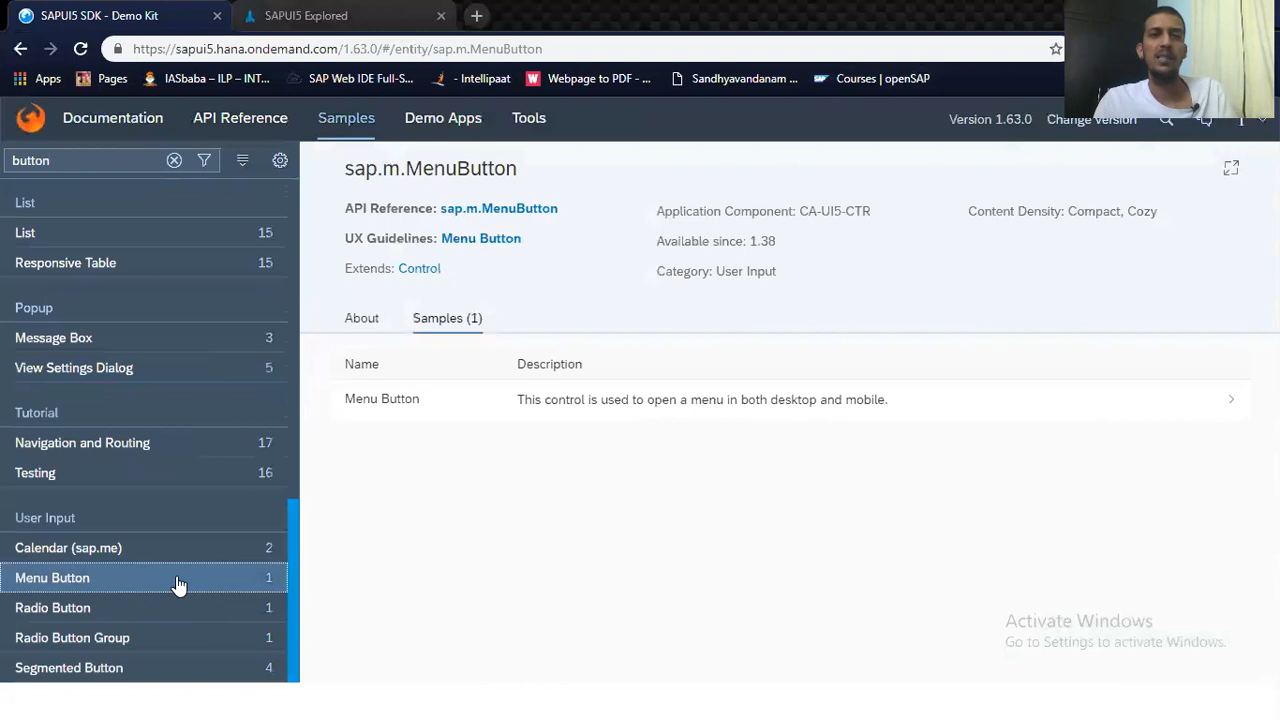 SAPUI5 SDK - Demo Kit
SAPUI5 Explored
https://sapui5.hana.ondemand.com/1.63.0/#/entity/sap.m.MenuButton
Apps
Pages
IASbaba – ILP – INT...
SAP Web IDE Full-S...
- Intellipaat
Webpage to PDF - ...
Sandhyavandanam ...
Courses | openSAP
Documentation
API Reference
Samples
Demo Apps
Tools
Version 1.63.0
Change version
button
sap.m.MenuButton
API Reference: sap.m.MenuButton
Application Component: CA-UI5-CTR
Content Density: Compact, Cozy
UX Guidelines: Menu Button
Available since: 1.38
Extends: Control
Category: User Input
About
Samples (1)
Name
Description
Menu Button
This control is used to open a menu in both desktop and mobile.
List
List 15
Responsive Table 15
Popup
Message Box 3
View Settings Dialog 5
Tutorial
Navigation and Routing 17
Testing 16
User Input
Calendar (sap.me) 2
Menu Button 1
Radio Button 1
Radio Button Group 1
Segmented Button 4
Activate Windows
Go to Settings to activate Windows.